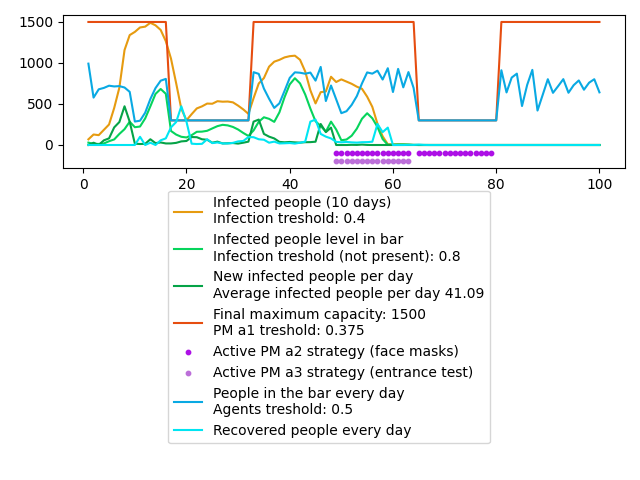 1500
1000
500
0
0 20 40 60 80 100
Infected people (10 days)
Infection treshold: 0.4
Infected people level in bar
Infection treshold (not present): 0.8
New infected people per day
Average infected people per day 41.09
Final maximum capacity: 1500
PM a1 treshold: 0.375
Active PM a2 strategy (face masks)
Active PM a3 strategy (entrance test)
People in the bar every day
Agents treshold: 0.5
Recovered people every day